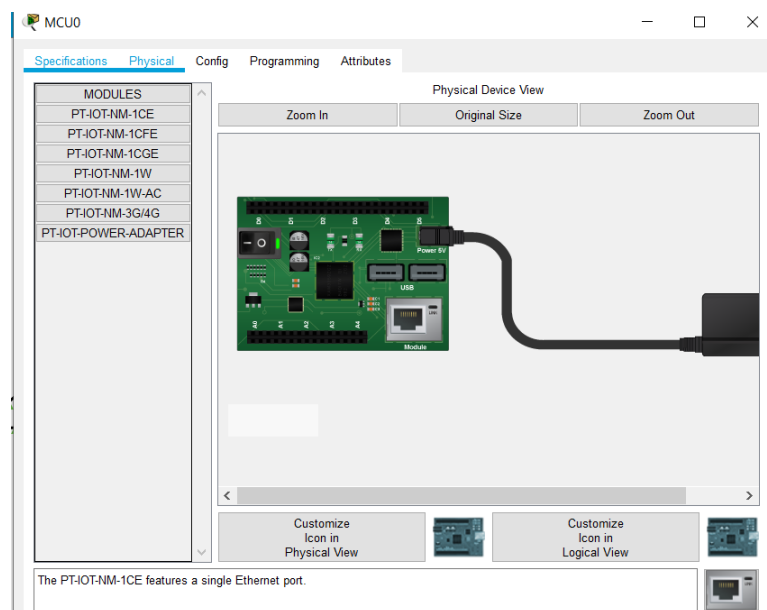 MCU0
Specifications Physical Config Programming Attributes
MODULES
PT-IOT-NM-1CE
PT-IOT-NM-1CFE
PT-IOT-NM-1CGE
PT-IOT-NM-1W
PT-IOT-NM-1W-AC
PT-IOT-NM-3G/4G
PT-IOT-POWER-ADAPTER
Physical Device View
Zoom In Original Size Zoom Out
D0 D1 D2 D3 D4 D5
Power 5V
USB
A0 A1 A2 A3 A4
Module
Customize
Icon in
Physical View
Customize
Icon in
Logical View
The PT-IOT-NM-1CE features a single Ethernet port.